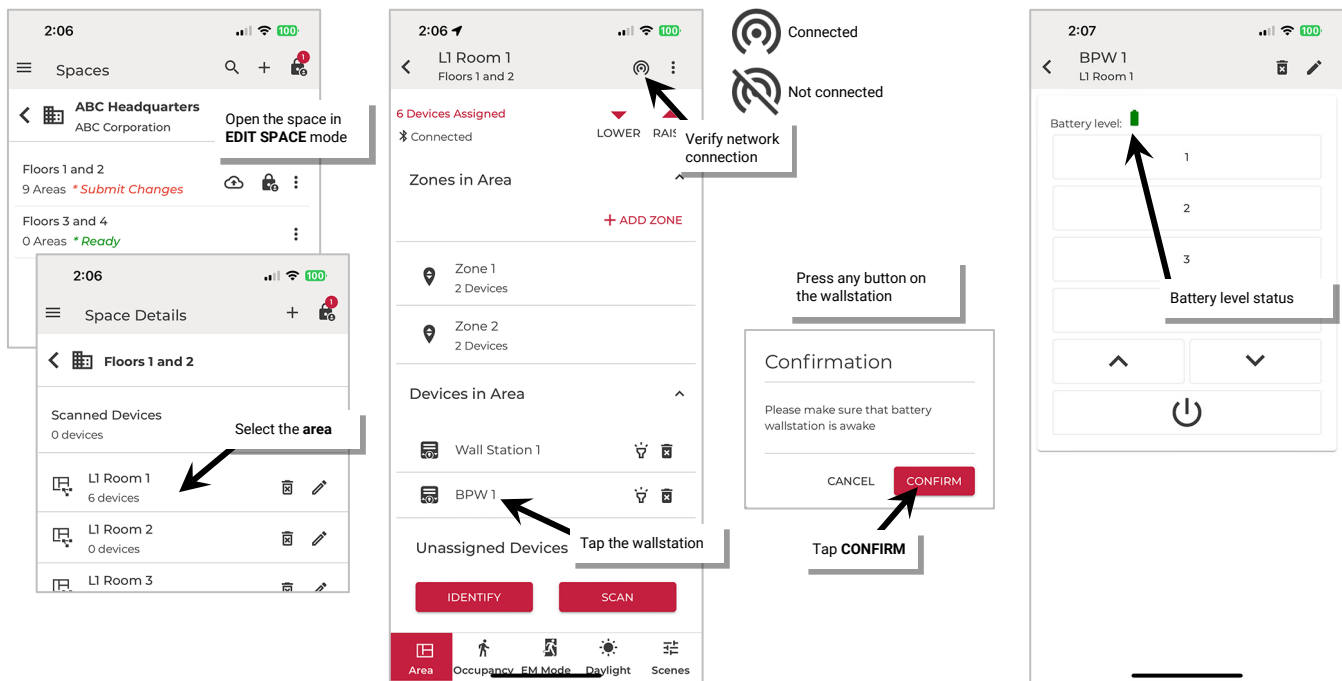 2:06
100
Spaces
1
ABC Headquarters
ABC Corporation
Open the space in
EDIT SPACE mode
Floors 1 and 2
9 Areas * Submit Changes
Floors 3 and 4
0 Areas * Ready
2:06
100
Space Details
1
Floors 1 and 2
Scanned Devices
0 devices
Select the area
L1 Room 1
6 devices
L1 Room 2
0 devices
L1 Room 3
2:06
100
L1 Room 1
Floors 1 and 2
6 Devices Assigned
Connected
LOWER
Verify network
connection
Zones in Area
+ ADD ZONE
Zone 1
2 Devices
Zone 2
2 Devices
Devices in Area
Wall Station 1
BPW 1
Tap the wallstation
Unassigned Devices
IDENTIFY
SCAN
Area
Occupancy
EM Mode
Daylight
Scenes
Connected
Not connected
Press any button on
the wallstation
Confirmation
Please make sure that battery
wallstation is awake
CANCEL
CONFIRM
Tap CONFIRM
2:07
100
BPW 1
L1 Room 1
Battery level:
1
2
3
Battery level status